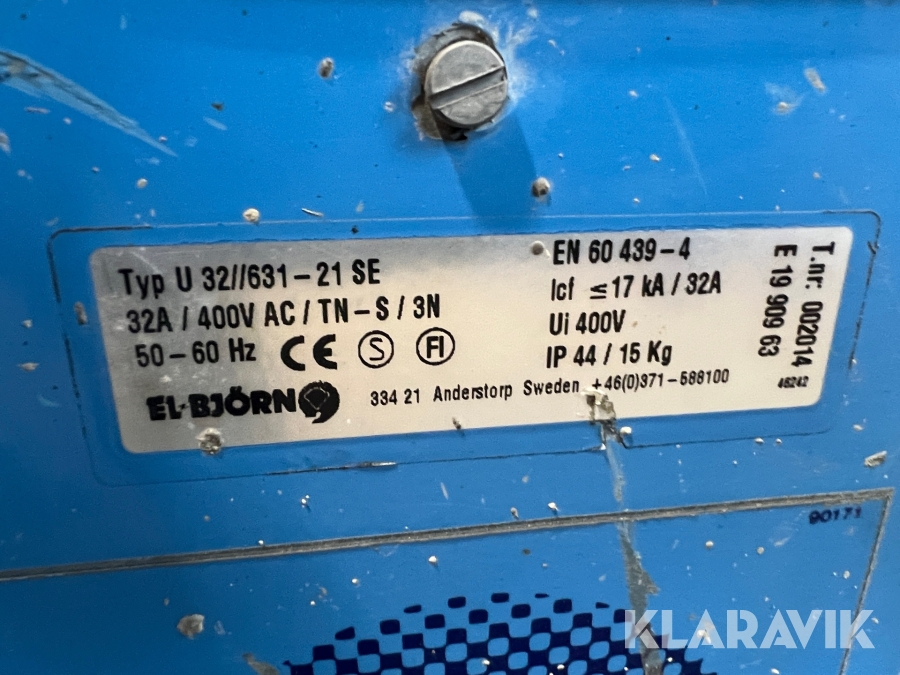 Typ U 32//631-21 SE
32A / 400V AC / TN-S / 3N
50-60 Hz CE S FI
EL-BJÖRN
EN 60 439-4
Icf ≤17 kA / 32A
Ui 400V
IP 44 / 15 Kg
334 21 Anderstorp Sweden +46(0)371-588100
T.nr: 002014
E 19 909 63
46242
90171
KLARAVIK